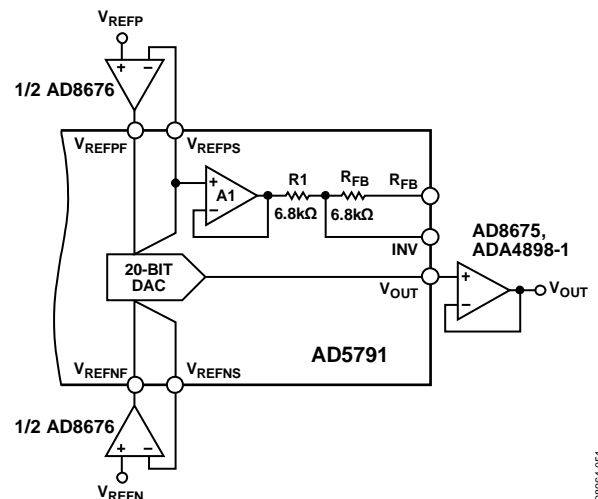 VREFP
1/2 AD8676
VREFPF
VREFPS
A1
R1
RFB
RFB
6.8kΩ
6.8kΩ
INV
AD8675,
ADA4898-1
20-BIT
DAC
VOUT
VOUT
AD5791
VREFNF
VREFNS
1/2 AD8676
VREFN